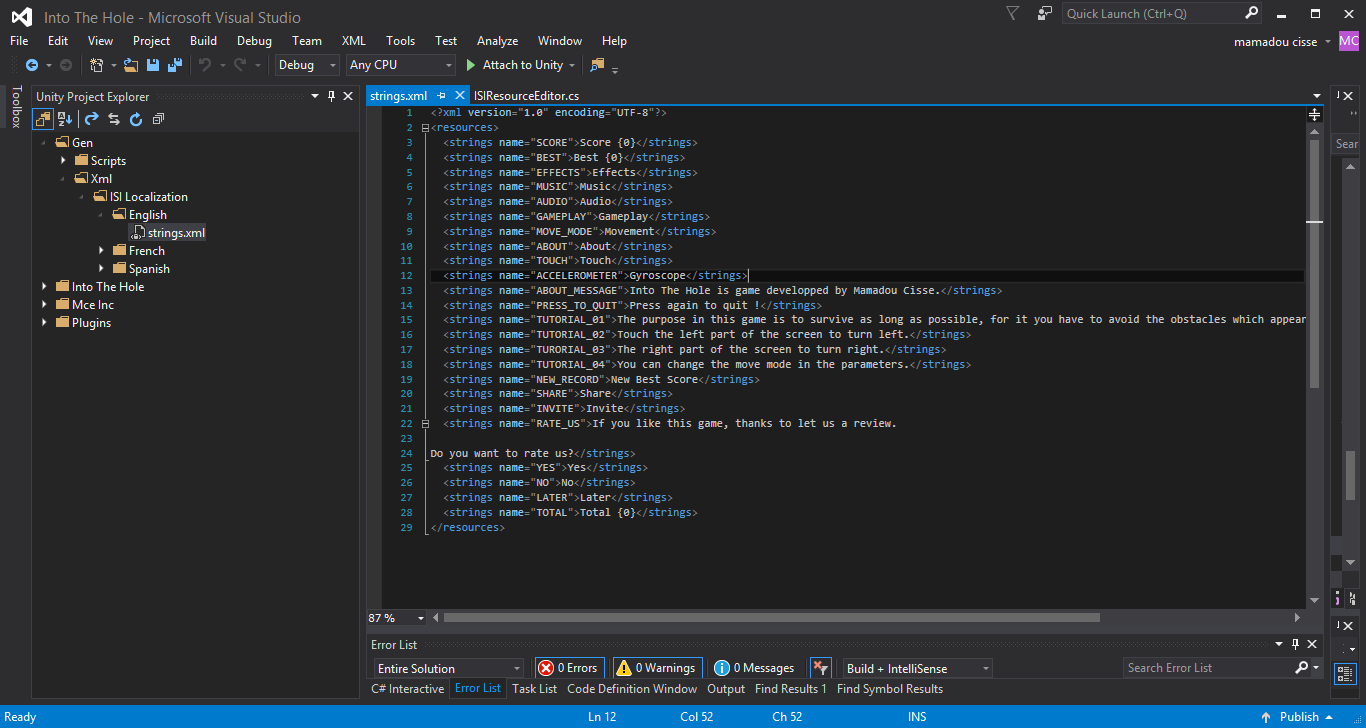 Into The Hole - Microsoft Visual Studio
Quick Launch (Ctrl+Q)
File Edit View Project Build Debug Team XML Tools Test Analyze Window Help
mamadou cisse MC
Debug Any CPU Attach to Unity
Toolbox
Unity Project Explorer
strings.xml ISIResourceEditor.cs
Sear
Gen
Scripts
Xml
ISI Localization
English
strings.xml
French
Spanish
Into The Hole
Mce Inc
Plugins
1 <?xml version="1.0" encoding="UTF-8"?>
2 <resources>
3 <strings name="SCORE">Score {0}</strings>
4 <strings name="BEST">Best {0}</strings>
5 <strings name="EFFECTS">Effects</strings>
6 <strings name="MUSIC">Music</strings>
7 <strings name="AUDIO">Audio</strings>
8 <strings name="GAMEPLAY">Gameplay</strings>
9 <strings name="MOVE_MODE">Movement</strings>
10 <strings name="ABOUT">About</strings>
11 <strings name="TOUCH">Touch</strings>
12 <strings name="ACCELEROMETER">Gyroscope</strings>
13 <strings name="ABOUT_MESSAGE">Into The Hole is game developped by Mamadou Cisse.</strings>
14 <strings name="PRESS_TO_QUIT">Press again to quit !</strings>
15 <strings name="TUTORIAL_01">The purpose in this game is to survive as long as possible, for it you have to avoid the obstacles which appear
16 <strings name="TUTORIAL_02">Touch the left part of the screen to turn left.</strings>
17 <strings name="TURORIAL_03">The right part of the screen to turn right.</strings>
18 <strings name="TUTORIAL_04">You can change the move mode in the parameters.</strings>
19 <strings name="NEW_RECORD">New Best Score</strings>
20 <strings name="SHARE">Share</strings>
21 <strings name="INVITE">Invite</strings>
22 <strings name="RATE_US">If you like this game, thanks to let us a review.
23
24 Do you want to rate us?</strings>
25 <strings name="YES">Yes</strings>
26 <strings name="NO">No</strings>
27 <strings name="LATER">Later</strings>
28 <strings name="TOTAL">Total {0}</strings>
29 </resources>
87 %
Error List
Entire Solution 0 Errors 0 Warnings 0 Messages Build + IntelliSense Search Error List
C# Interactive Error List Task List Code Definition Window Output Find Results 1 Find Symbol Results
Ready Ln 12 Col 52 Ch 52 INS Publish